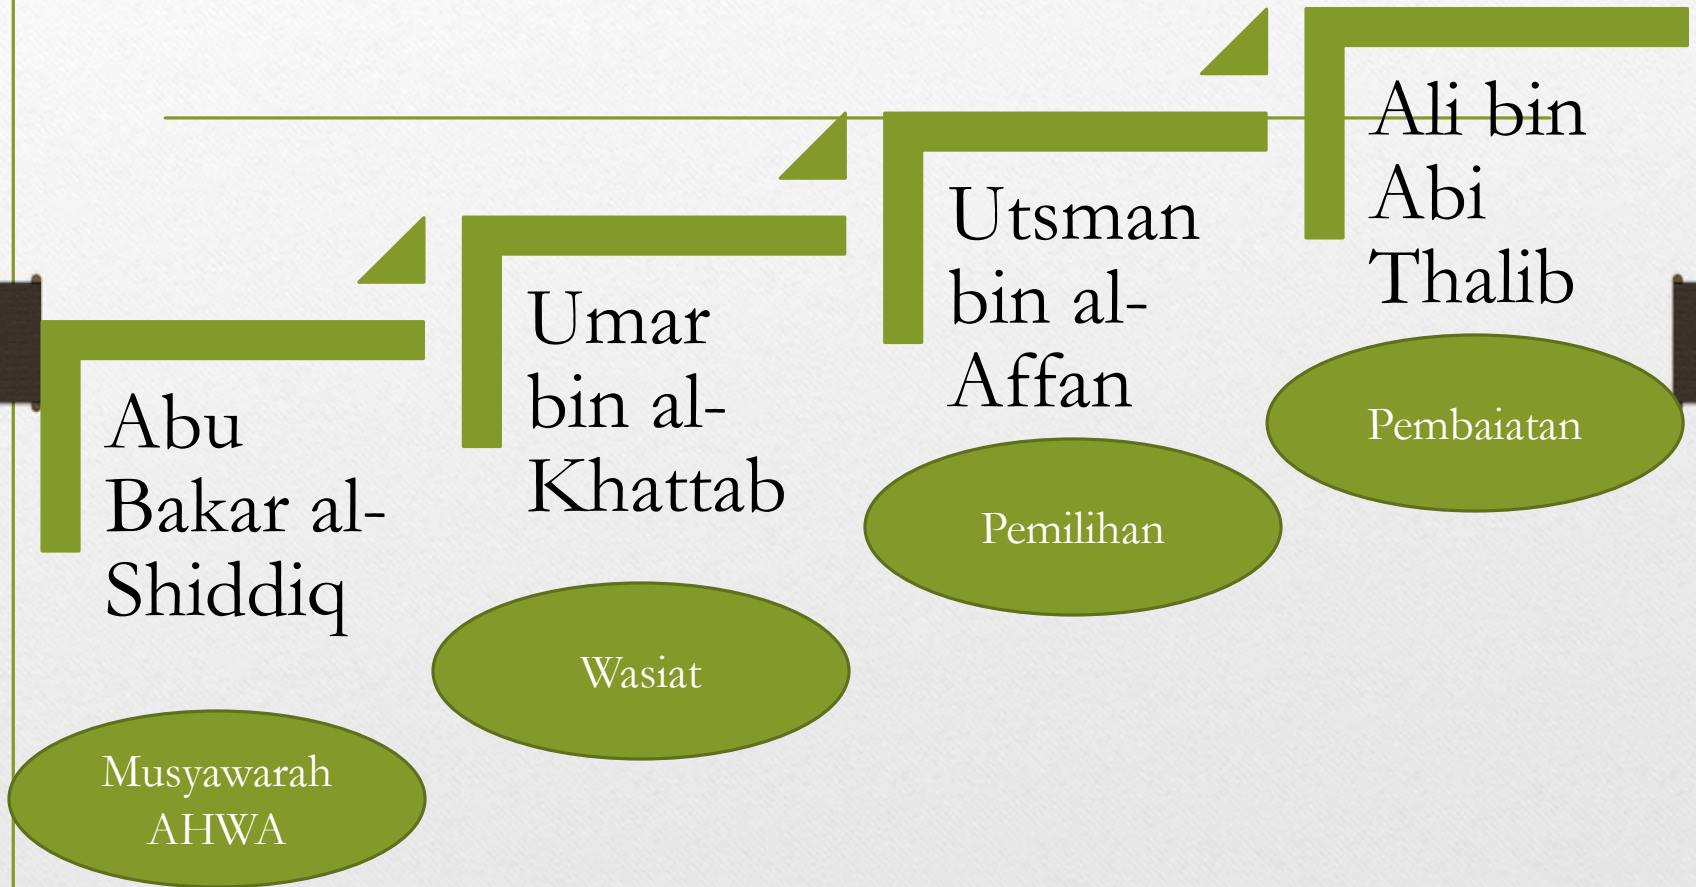 Abu
Bakar al-
Shiddiq
Musyawarah
AHWA
Umar
bin al-
Khattab
Wasiat
Utsman
bin al-
Affan
Pemilihan
Ali bin
Abi
Thalib
Pembaiatan